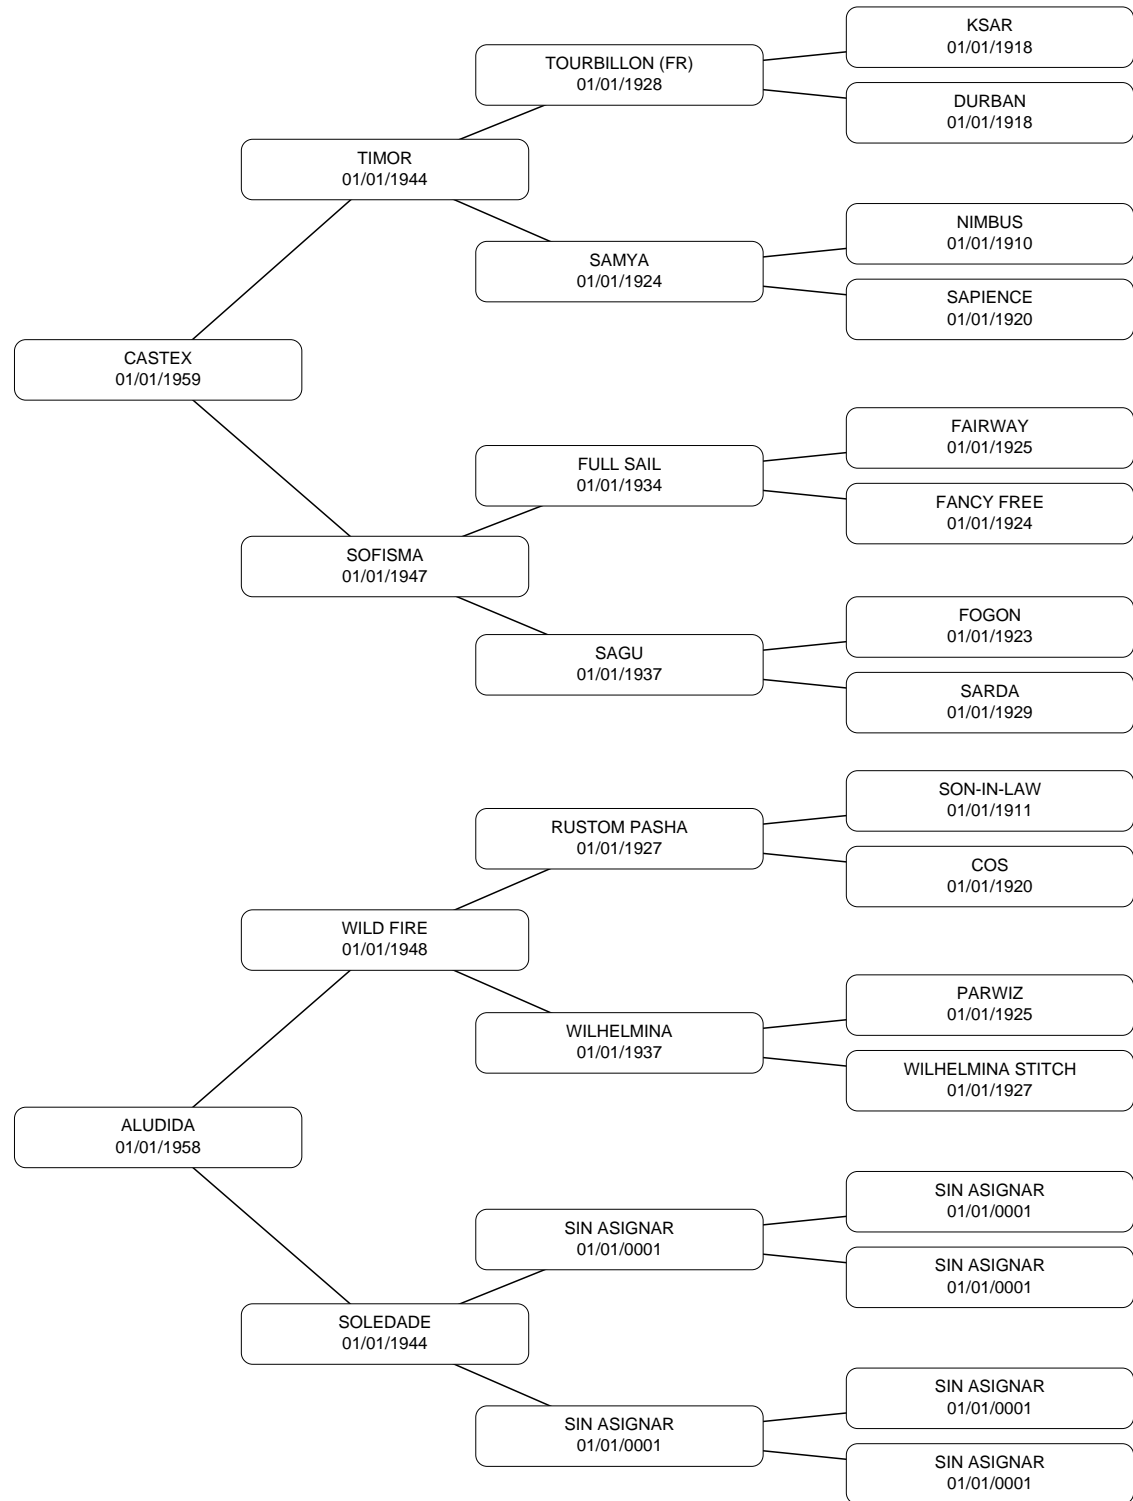 KSAR
01/01/1918
TOURBILLON (FR)
01/01/1928
DURBAN
01/01/1918
TIMOR
01/01/1944
NIMBUS
01/01/1910
SAMYA
01/01/1924
SAPIENCE
01/01/1920
CASTEX
01/01/1959
FAIRWAY
01/01/1925
FULL SAIL
01/01/1934
FANCY FREE
01/01/1924
SOFISMA
01/01/1947
FOGON
01/01/1923
SAGU
01/01/1937
SARDA
01/01/1929
SON-IN-LAW
01/01/1911
RUSTOM PASHA
01/01/1927
COS
01/01/1920
WILD FIRE
01/01/1948
PARWIZ
01/01/1925
WILHELMINA
01/01/1937
WILHELMINA STITCH
01/01/1927
ALUDIDA
01/01/1958
SIN ASIGNAR
01/01/0001
SIN ASIGNAR
01/01/0001
SIN ASIGNAR
01/01/0001
SOLEDADE
01/01/1944
SIN ASIGNAR
01/01/0001
SIN ASIGNAR
01/01/0001
SIN ASIGNAR
01/01/0001